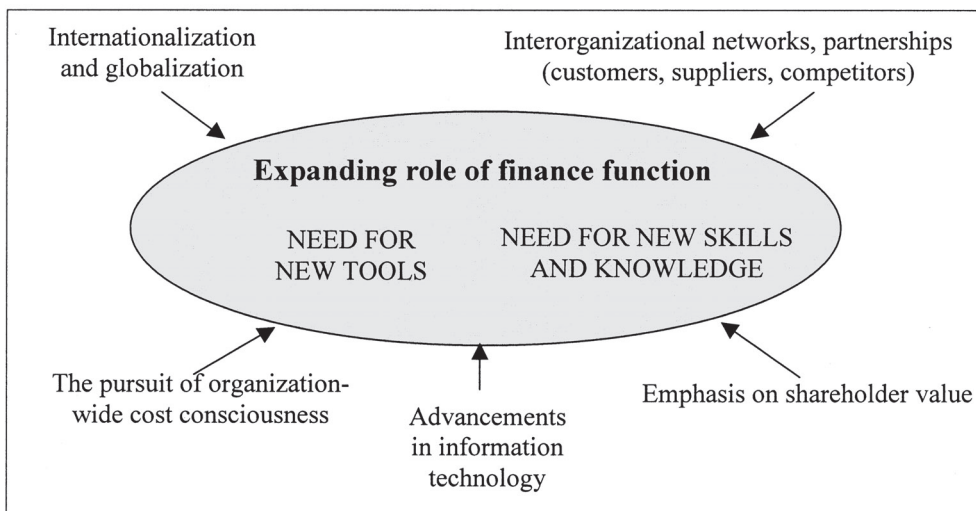 Internationalization
and globalization
Interorganizational networks, partnerships
(customers, suppliers, competitors)
Expanding role of finance function
NEED FOR
NEW TOOLS
NEED FOR NEW SKILLS
AND KNOWLEDGE
The pursuit of organization-
wide cost consciousness
Advancements
in information
technology
Emphasis on shareholder value